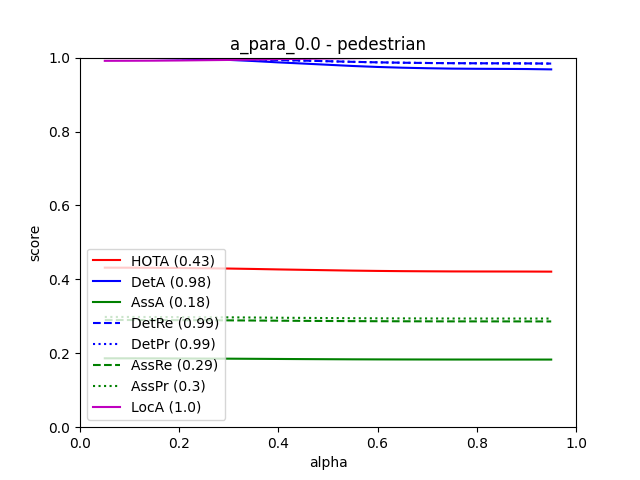 a_para_0.0 - pedestrian
1.0
0.8
0.6
0.4
0.2
0.0
score
HOTA (0.43)
DetA (0.98)
AssA (0.18)
DetRe (0.99)
DetPr (0.99)
AssRe (0.29)
AssPr (0.3)
LocA (1.0)
0.0 0.2 0.4 0.6 0.8 1.0
alpha